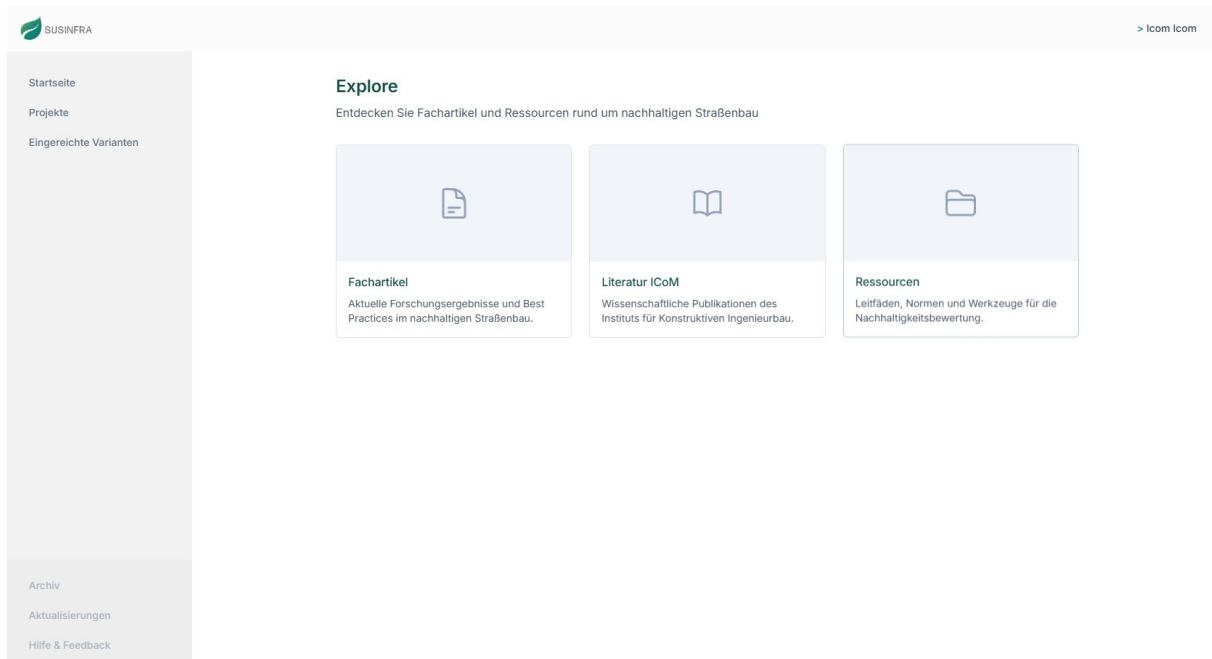 SUSINFRA
> Icom Icom
Startseite
Projekte
Eingereichte Varianten
Explore
Entdecken Sie Fachartikel und Ressourcen rund um nachhaltigen Straßenbau
Fachartikel
Aktuelle Forschungsergebnisse und Best
Practices im nachhaltigen Straßenbau.
Literatur ICoM
Wissenschaftliche Publikationen des
Instituts für Konstruktiven Ingenieurbau.
Ressourcen
Leitfäden, Normen und Werkzeuge für die
Nachhaltigkeitsbewertung.
Archiv
Aktualisierungen
Hilfe & Feedback